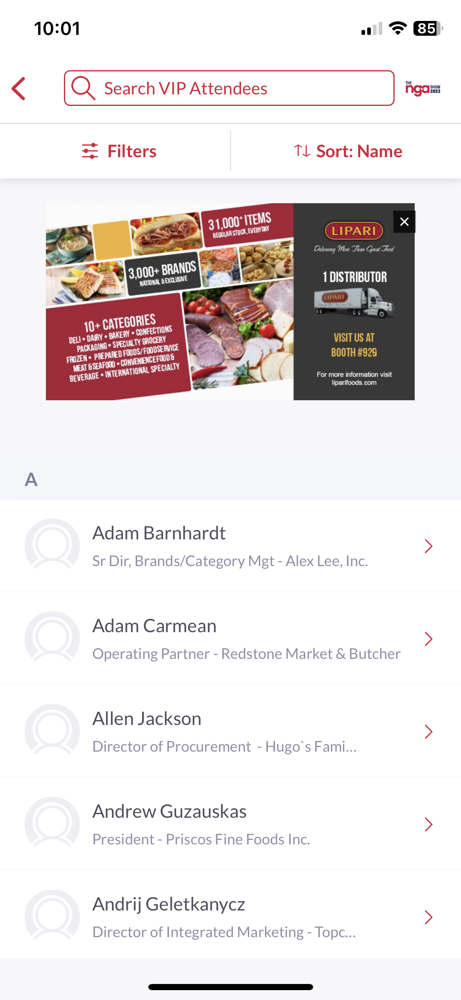 10:01
85
Search VIP Attendees
THE
nga SHOW
2023
Filters
Sort: Name
31,000+ ITEMS
REGULAR STOCK, EVERYDAY
3,000+ BRANDS
NATIONAL & EXCLUSIVE
10+ CATEGORIES
DELI • DAIRY • BAKERY • CONFECTIONS
PACKAGING • SPECIALTY GROCERY
FROZEN • PREPARED FOODS/FOODSERVICE
MEAT & SEAFOOD • CONVENIENCE FOOD &
BEVERAGE • INTERNATIONAL SPECIALTY
LIPARI
Delivering More Than Great Food
1 DISTRIBUTOR
LIPARI
Delivering More Than Great Food
VISIT US AT
BOOTH #929
For more information visit
liparifoods.com
A
Adam Barnhardt
Sr Dir, Brands/Category Mgt - Alex Lee, Inc.
Adam Carmean
Operating Partner - Redstone Market & Butcher
Allen Jackson
Director of Procurement  - Hugo`s Fami...
Andrew Guzauskas
President - Priscos Fine Foods Inc.
Andrij Geletkanycz
Director of Integrated Marketing - Topc...